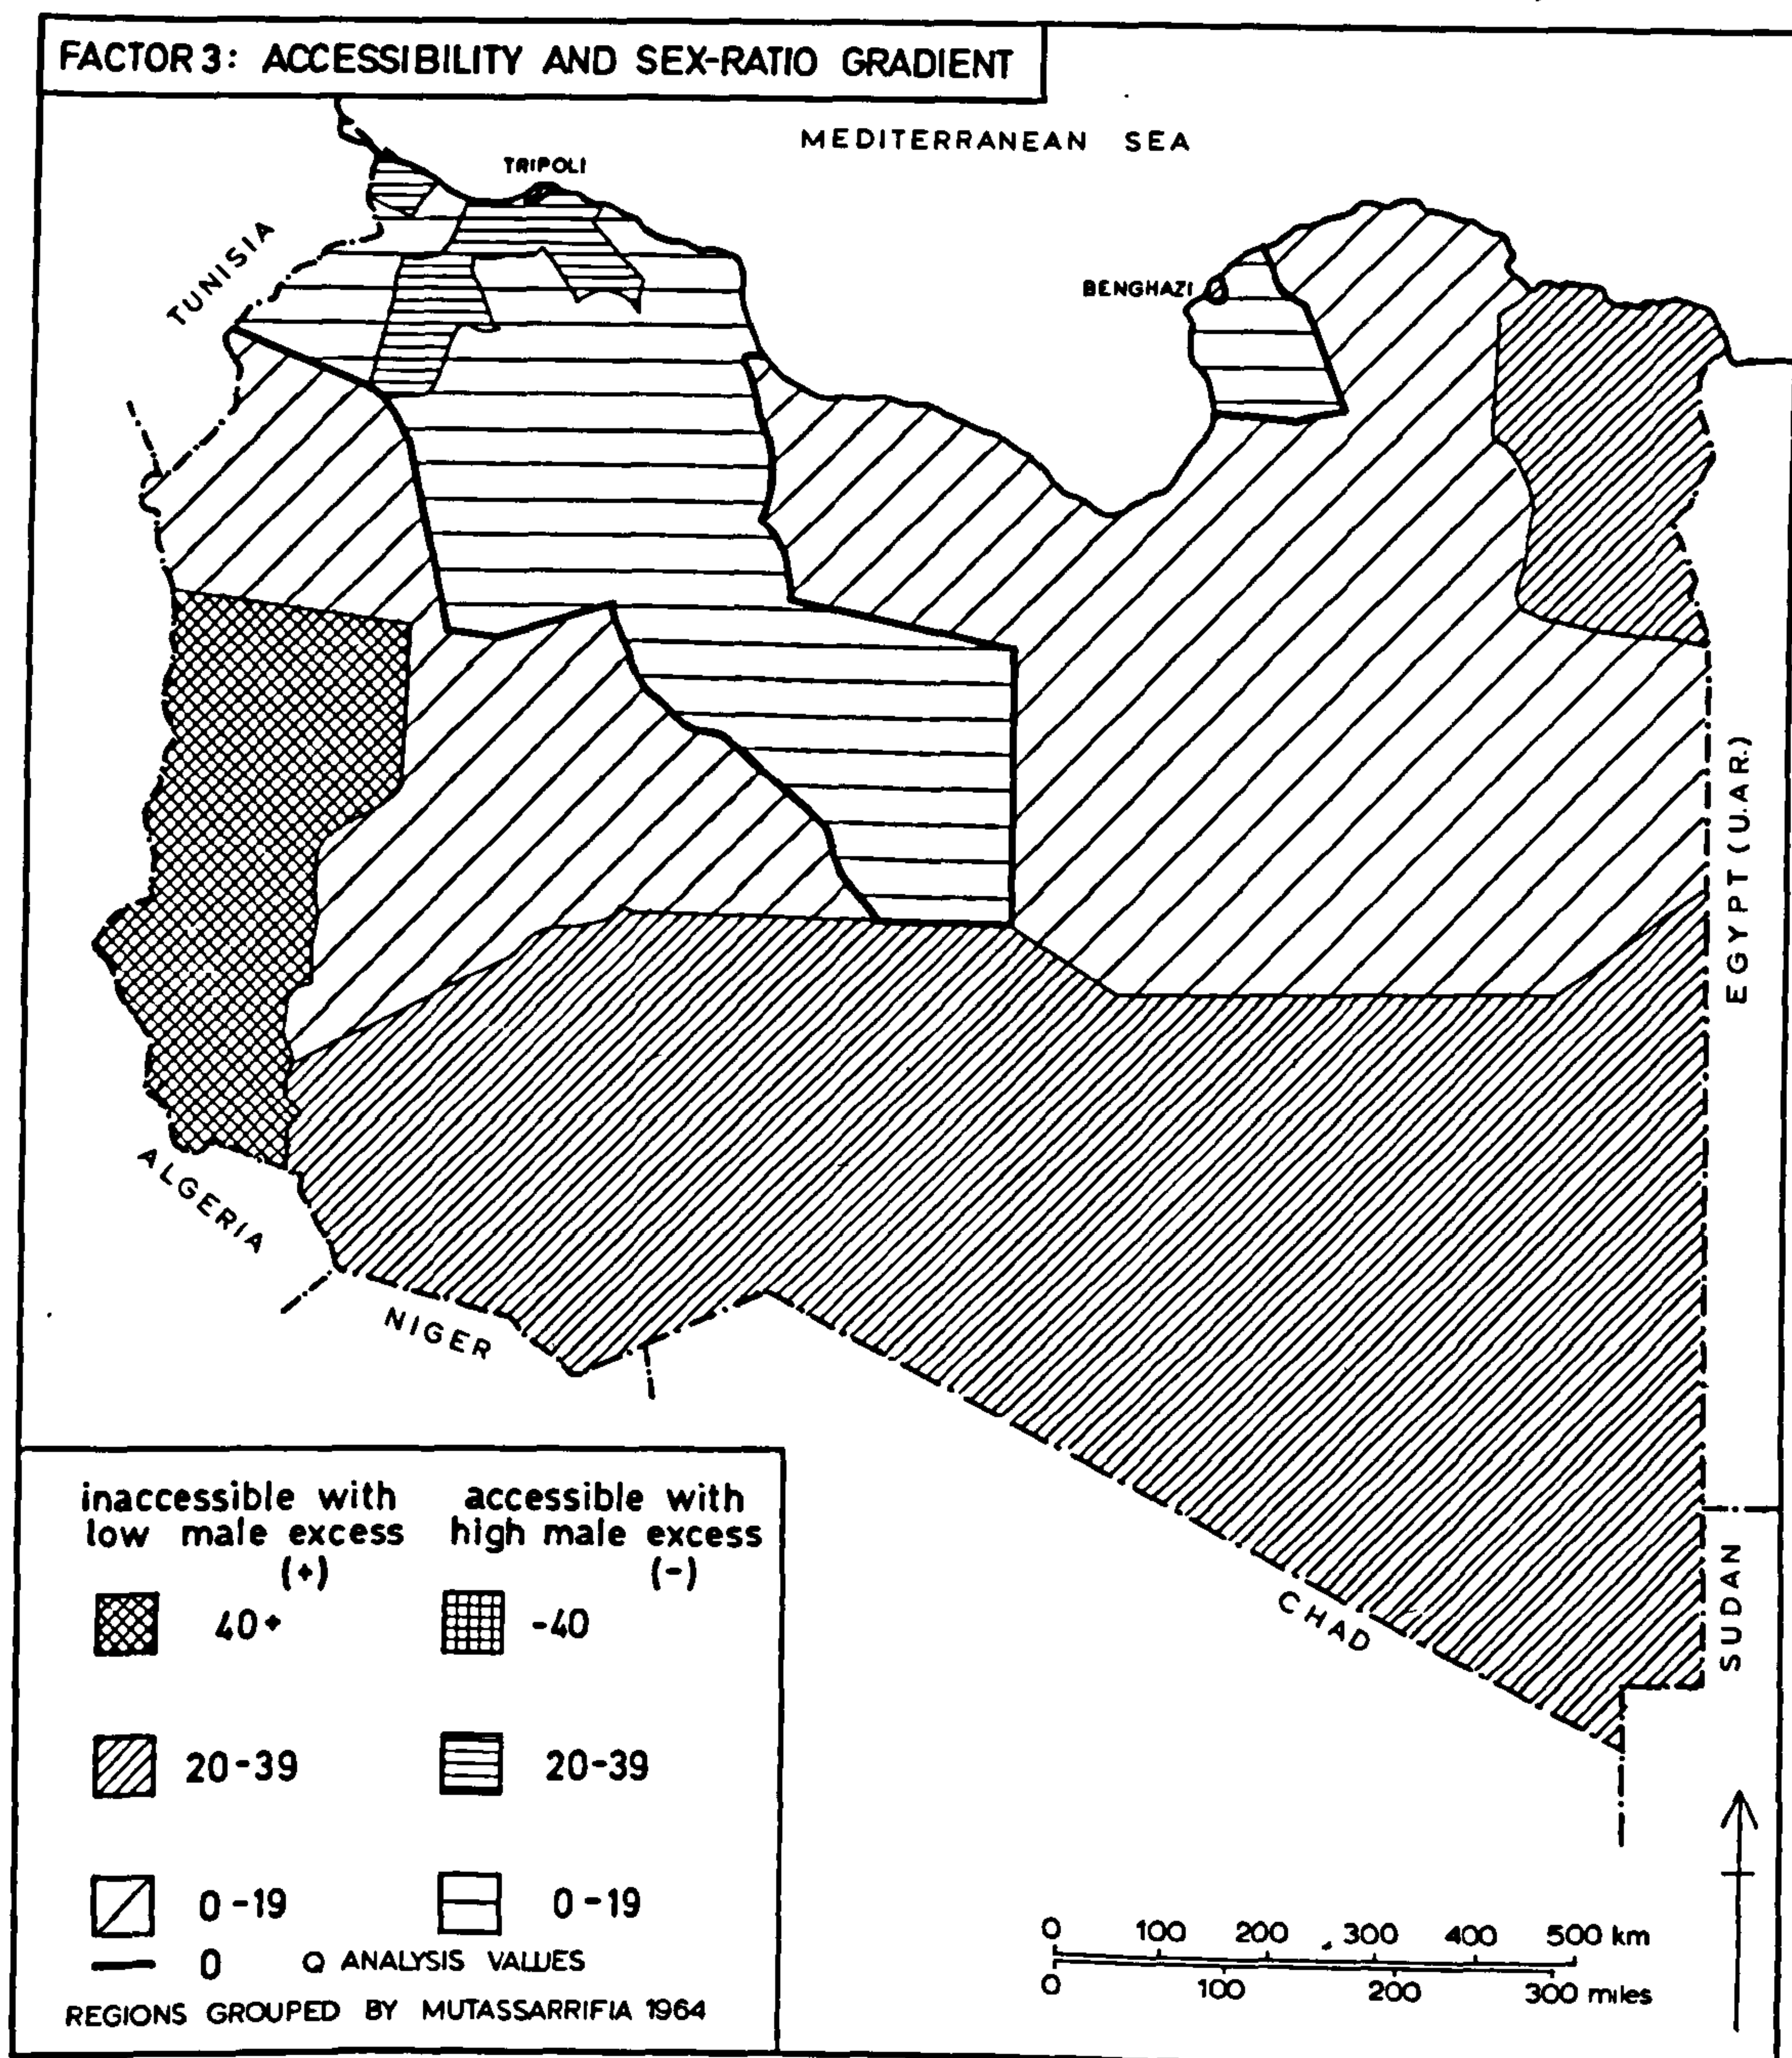 FACTOR 3: ACCESSIBILITY AND SEX-RATIO GRADIENT
MEDITERRANEAN SEA
TRIPOLI
TUNISIA
BENGHAZI
EGYPT (U.A.R.)
ALGERIA
NIGER
CHAD
SUDAN
inaccessible with
low male excess
(+)
accessible with
high male excess
(-)
40+
-40
20-39
20-39
0-19
0-19
0 Q ANALYSIS VALUES
REGIONS GROUPED BY MUTASSARRIFIA 1964
0 100 200 300 400 500 km
0 100 200 300 miles